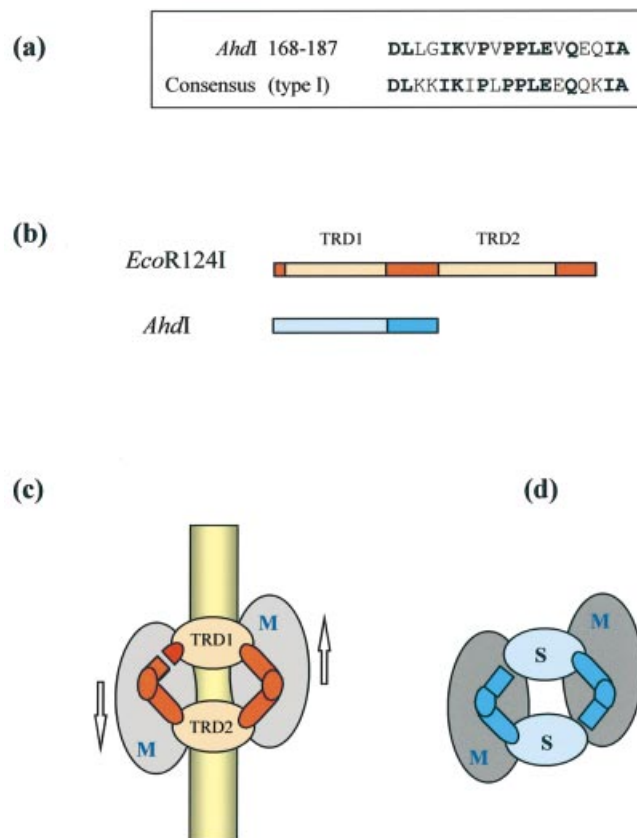 (a)
AhdI 168-187 DLLGIKVPVPPLEVQEQIA
Consensus (type I) DLKKIKIPLPPLEEQQKIA
(b)
TRD1 TRD2
EcoR124I
AhdI
(c) (d)
TRD1 M
TRD2
M
M
S
S
M